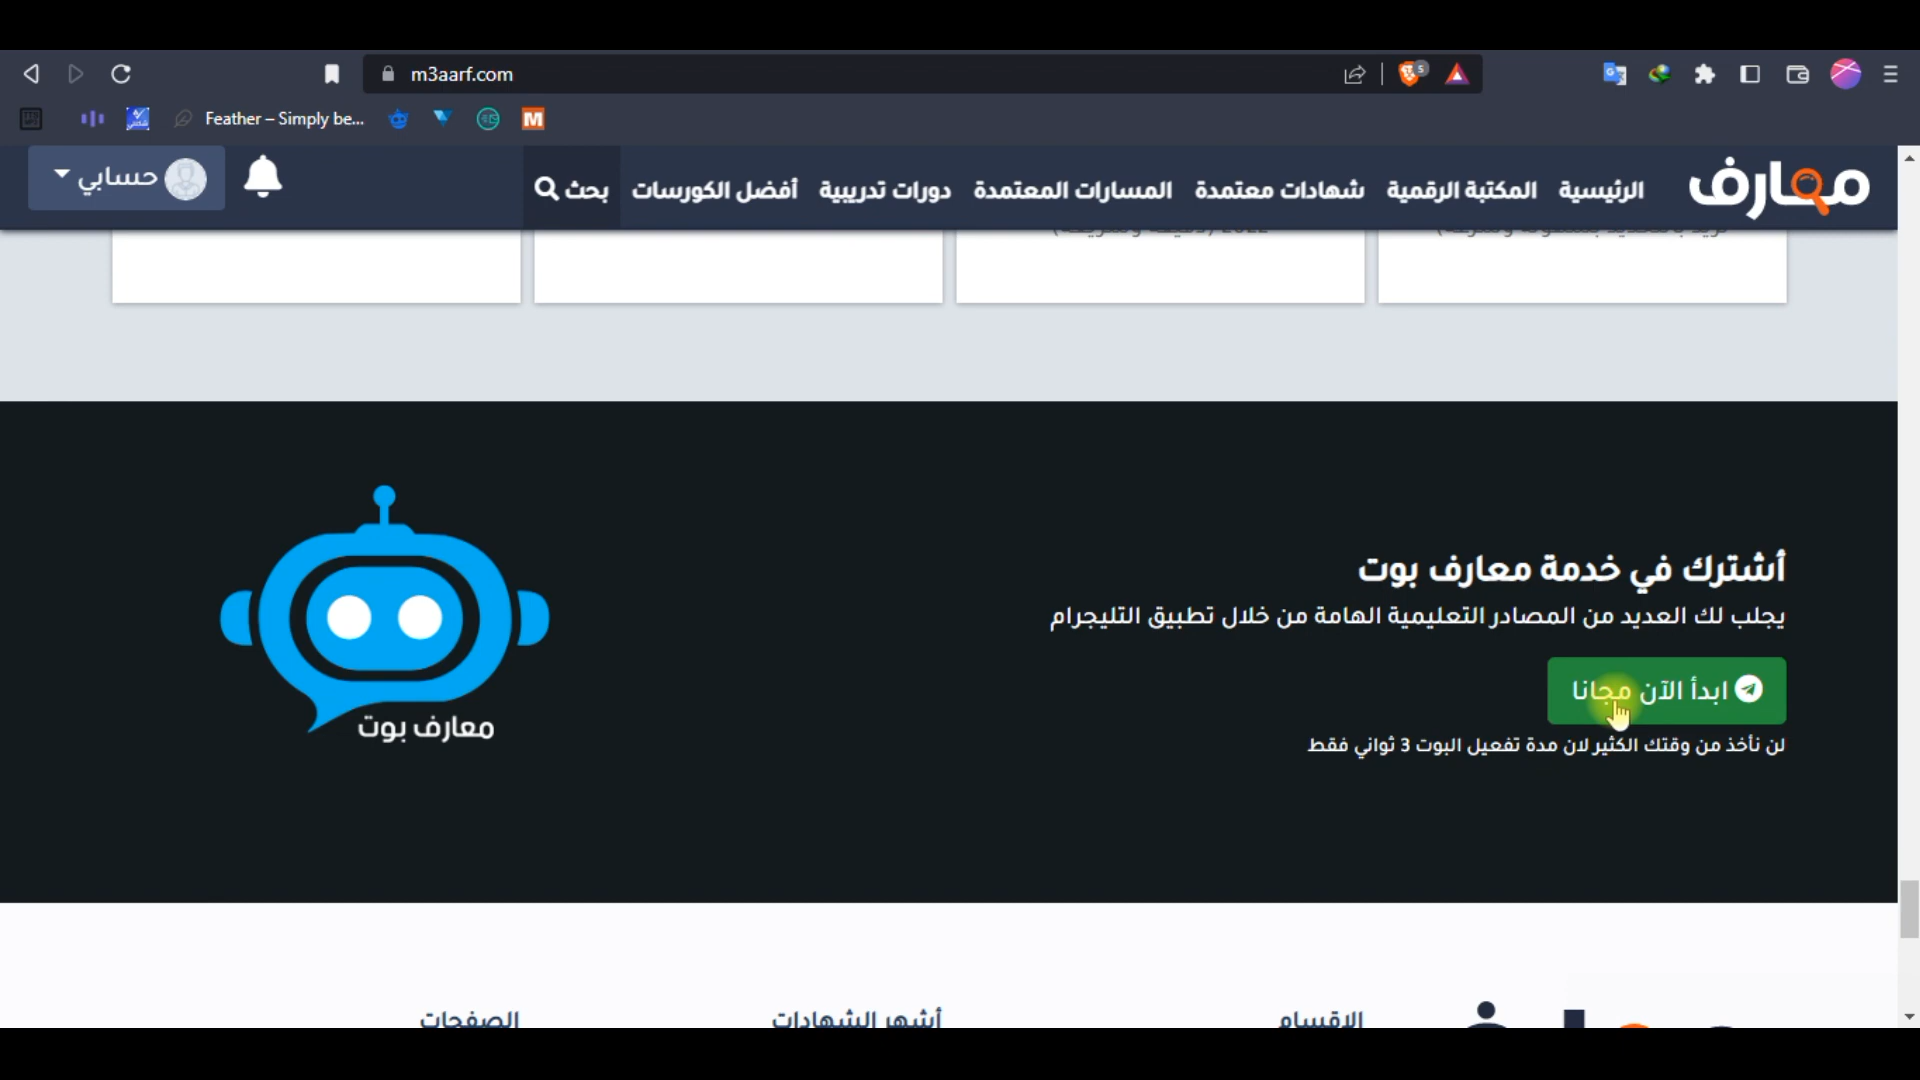 m3aarf.com
5
Feather – Simply be...
معارف
الرئيسية
المكتبة الرقمية
شهادات معتمدة
المسارات المعتمدة
دورات تدريبية
أفضل الكورسات
بحث
حسابي
أشترك في خدمة معارف بوت
يجلب لك العديد من المصادر التعليمية الهامة من خلال تطبيق التليجرام
ابدأ الآن مجانا
لن نأخذ من وقتك الكثير لان مدة تفعيل البوت 3 ثواني فقط
معارف بوت
الاقسام
أشهر الشهادات
الصفحات